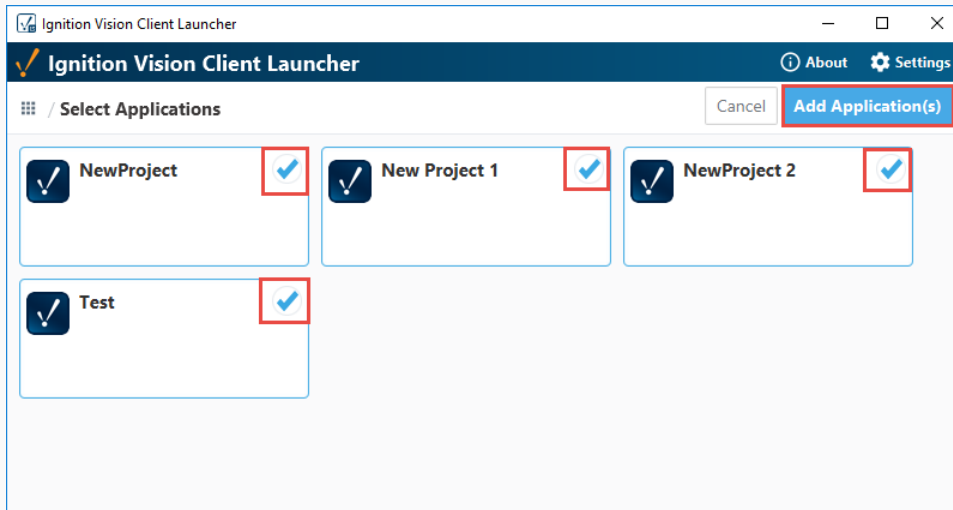 Ignition Vision Client Launcher
Ignition Vision Client Launcher About Settings
/ Select Applications Cancel Add Application(s)
NewProject New Project 1 NewProject 2
Test